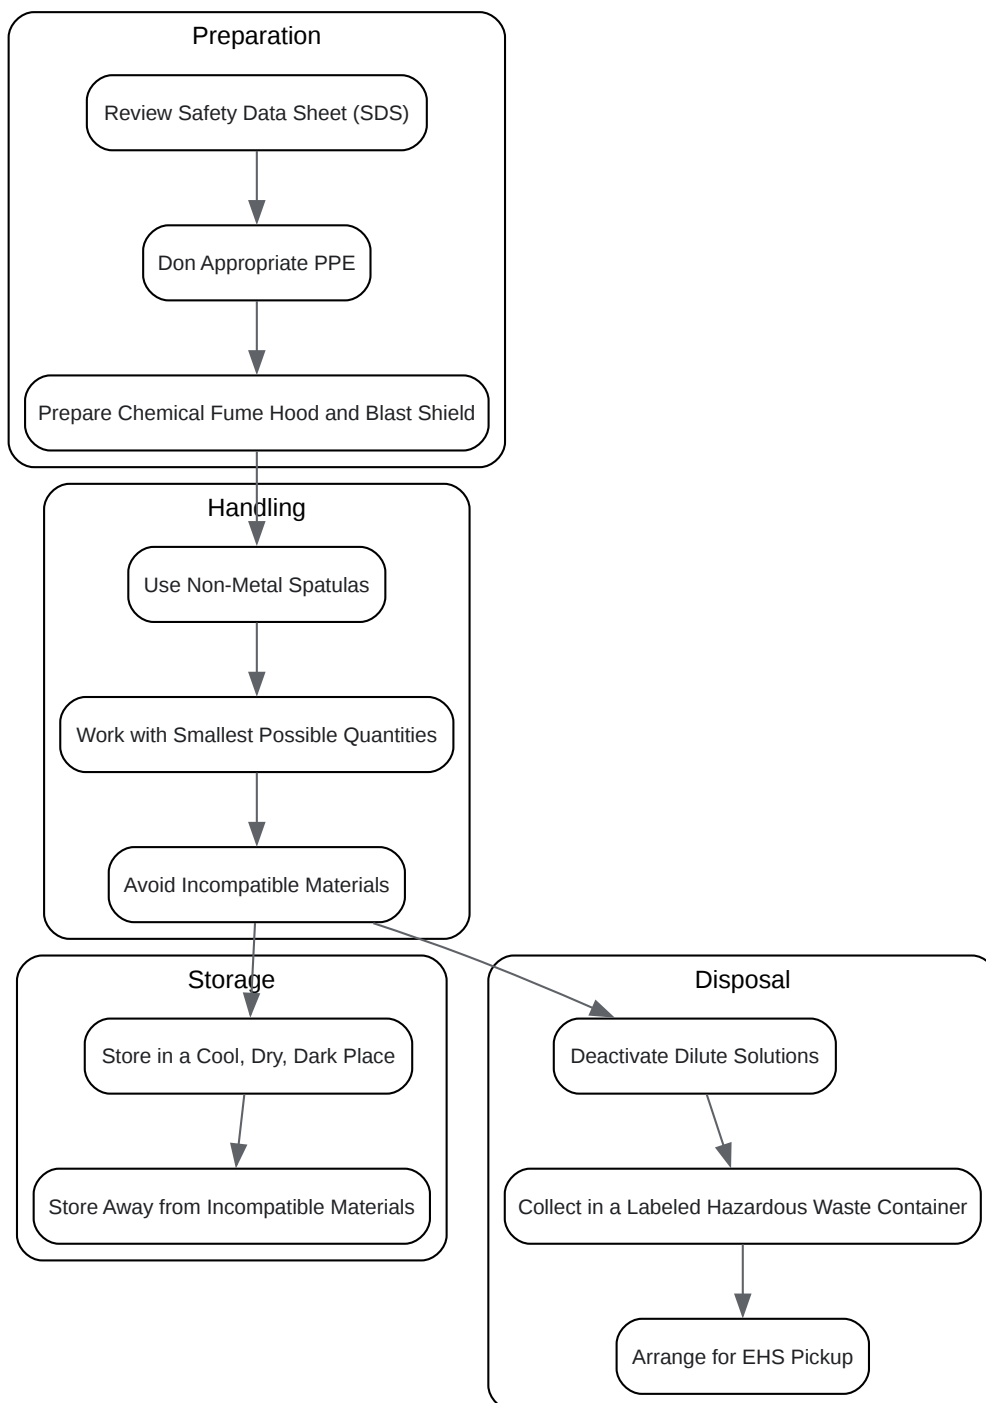 Preparation
Review Safety Data Sheet (SDS)
Don Appropriate PPE
Prepare Chemical Fume Hood and Blast Shield
Handling
Use Non-Metal Spatulas
Work with Smallest Possible Quantities
Avoid Incompatible Materials
Storage
Store in a Cool, Dry, Dark Place
Store Away from Incompatible Materials
Disposal
Deactivate Dilute Solutions
Collect in a Labeled Hazardous Waste Container
Arrange for EHS Pickup